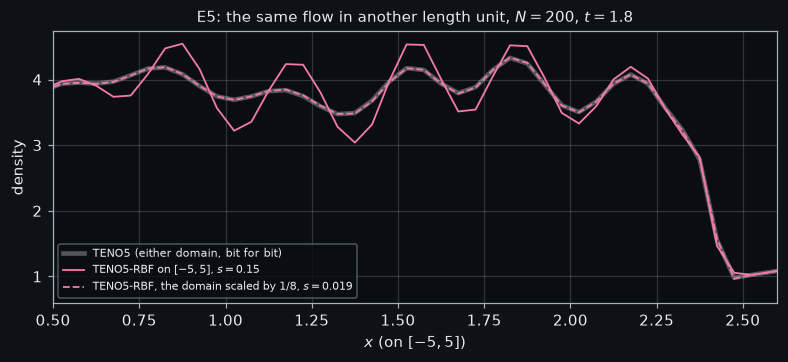 E5: the same flow in another length unit, N = 200, t = 1.8
density
4
3
2
1
TENO5 (either domain, bit for bit)
TENO5-RBF on [−5, 5], s = 0.15
TENO5-RBF, the domain scaled by 1/8, s = 0.019
0.50 0.75 1.00 1.25 1.50 1.75 2.00 2.25 2.50
x (on [−5, 5])